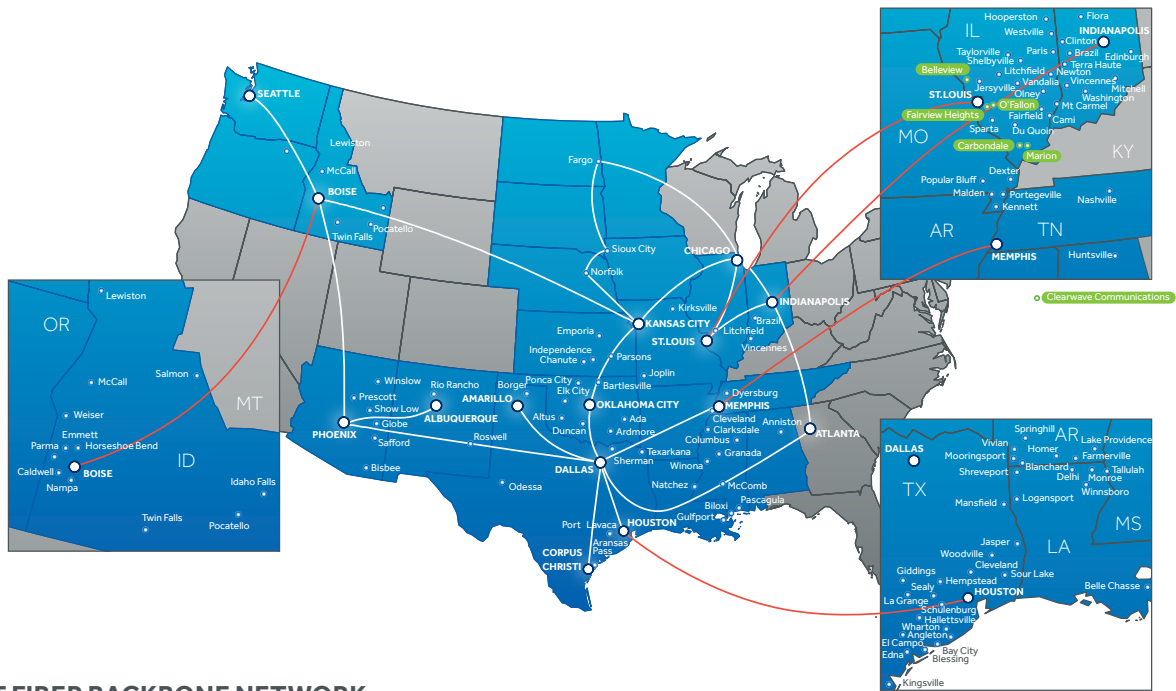 SEATTLE
Lewiston
McCall
BOISE
Twin Falls
Pocatello
Fargo
Sioux City
Norfolk
CHICAGO
INDIANAPOLIS
Kirksville
KANSAS CITY
Brazil
Litchfield
ST.LOUIS
Vincennes
Emporia
Independence
Chanute
Parsons
Joplin
Winslow
Rio Rancho
Prescott
Show Low
Globe
Safford
ALBUQUERQUE
PHOENIX
Bisbee
Roswell
Borger
AMARILLO
Ponca City
Elk City
Bartlesville
OKLAHOMA CITY
Altus
Duncan
Ada
Ardmore
Dyersburg
MEMPHIS
Cleveland
Clarksdale
Columbus
Anniston
ATLANTA
Granada
Texarkana
Sherman
Winona
DALLAS
Natchez
McComb
Odessa
Biloxi
Pascagula
Gulfport
Port Lavaca
HOUSTON
Aransas
Pass
CORPUS
CHRISTI
OR
Lewiston
McCall
Salmon
MT
Weiser
Emmett
Parma
Horseshoe Bend
ID
Caldwell
BOISE
Nampa
Idaho Falls
Twin Falls
Pocatello
Hooperston
Flora
IL
Westville
Clinton
INDIANAPOLIS
Taylorville
Paris
Brazil
Edinburgh
Shelbyville
Terra Haute
Belleview
Litchfield
Newton
Jersyville
Vandalia
Vincennes
Mitchell
ST.LOUIS
Olney
Washington
O'Fallon
Mt Carmel
Fairview Heights
Fairfield
Cami
Sparta
Du Quoin
MO
Carbondale
Marion
KY
Dexter
Popular Bluff
Malden
Portegeville
Kennett
Nashville
AR
TN
MEMPHIS
Huntsville
Clearwave Communications
Springhill
AR
Vivian
Lake Providence
DALLAS
Mooringsport
Homer
Farmerville
Shreveport
Blanchard
Delhi
Monroe
Tallulah
Winnsboro
TX
Mansfield
Logansport
MS
Jasper
LA
Woodville
Cleveland
Giddings
Sour Lake
Hempstead
Sealy
Belle Chasse
La Grange
HOUSTON
Schulenburg
Hallettsville
Wharton
Angleton
El Campo
Bay City
Edna
Blessing
Kingsville
FIBER BACKBONE NETWORK